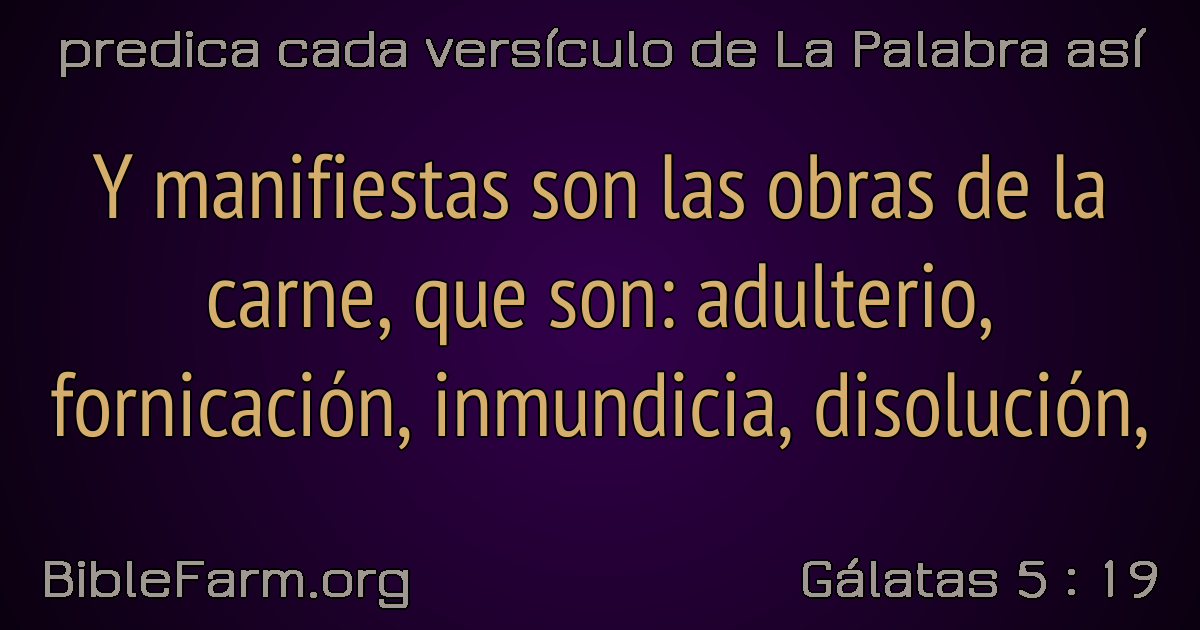 predica cada versículo de La Palabra así
Y manifiestas son las obras de la
carne, que son: adulterio,
fornicación, inmundicia, disolución,
BibleFarm.org
Gálatas 5 : 19